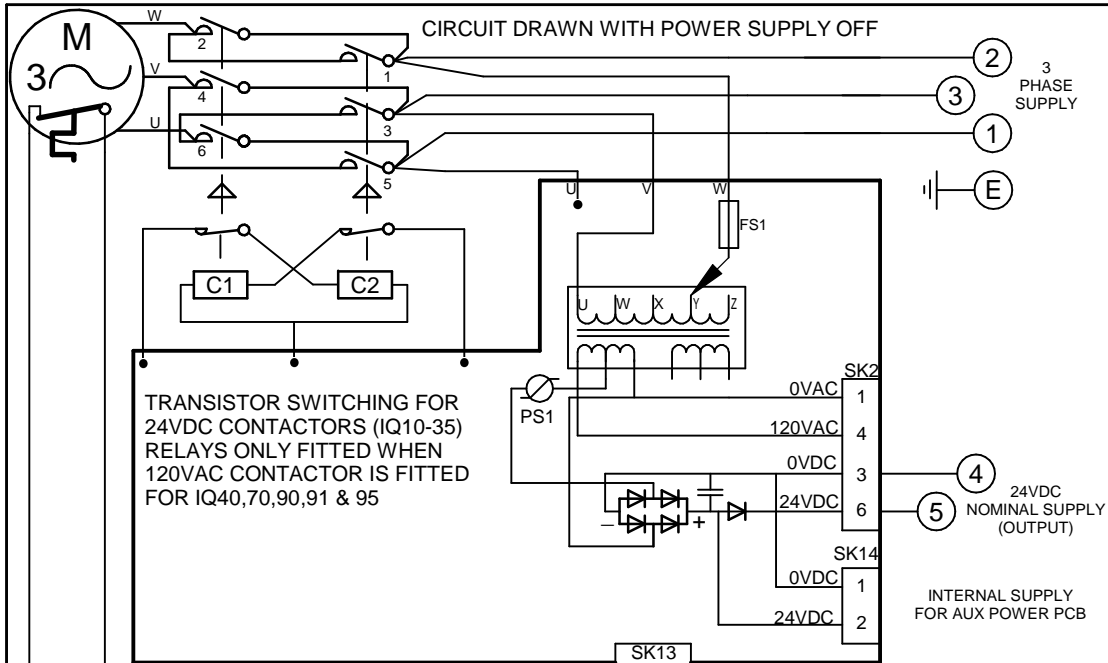 CIRCUIT DRAWN WITH POWER SUPPLY OFF
W
M
3
V
U
2
1
4
3
6
5
2
3
1
3
PHASE
SUPPLY
E
U
V
W
FS1
C1
C2
U
W
X
Y
Z
PS1
TRANSISTOR SWITCHING FOR
24VDC CONTACTORS (IQ10-35)
RELAYS ONLY FITTED WHEN
120VAC CONTACTOR IS FITTED
FOR IQ40,70,90,91 & 95
SK2
0VAC
1
120VAC
4
0VDC
3
24VDC
6
4
5
24VDC
NOMINAL SUPPLY
(OUTPUT)
– +
SK14
0VDC
1
24VDC
2
INTERNAL SUPPLY
FOR AUX POWER PCB
SK13